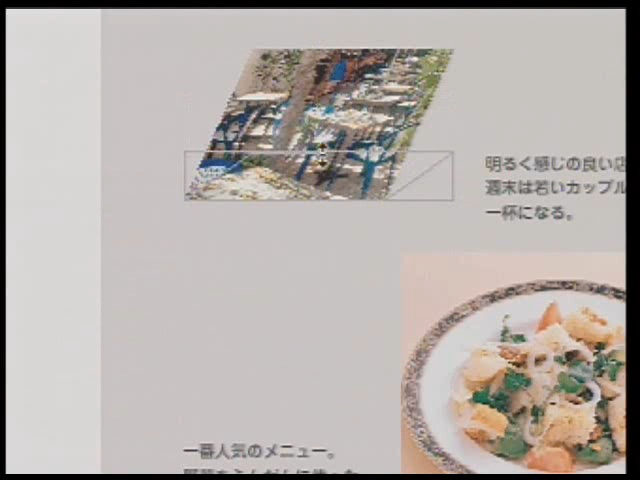 明るく感じの良い店
週末は若いカップル
一杯になる。
一番人気のメニュー。